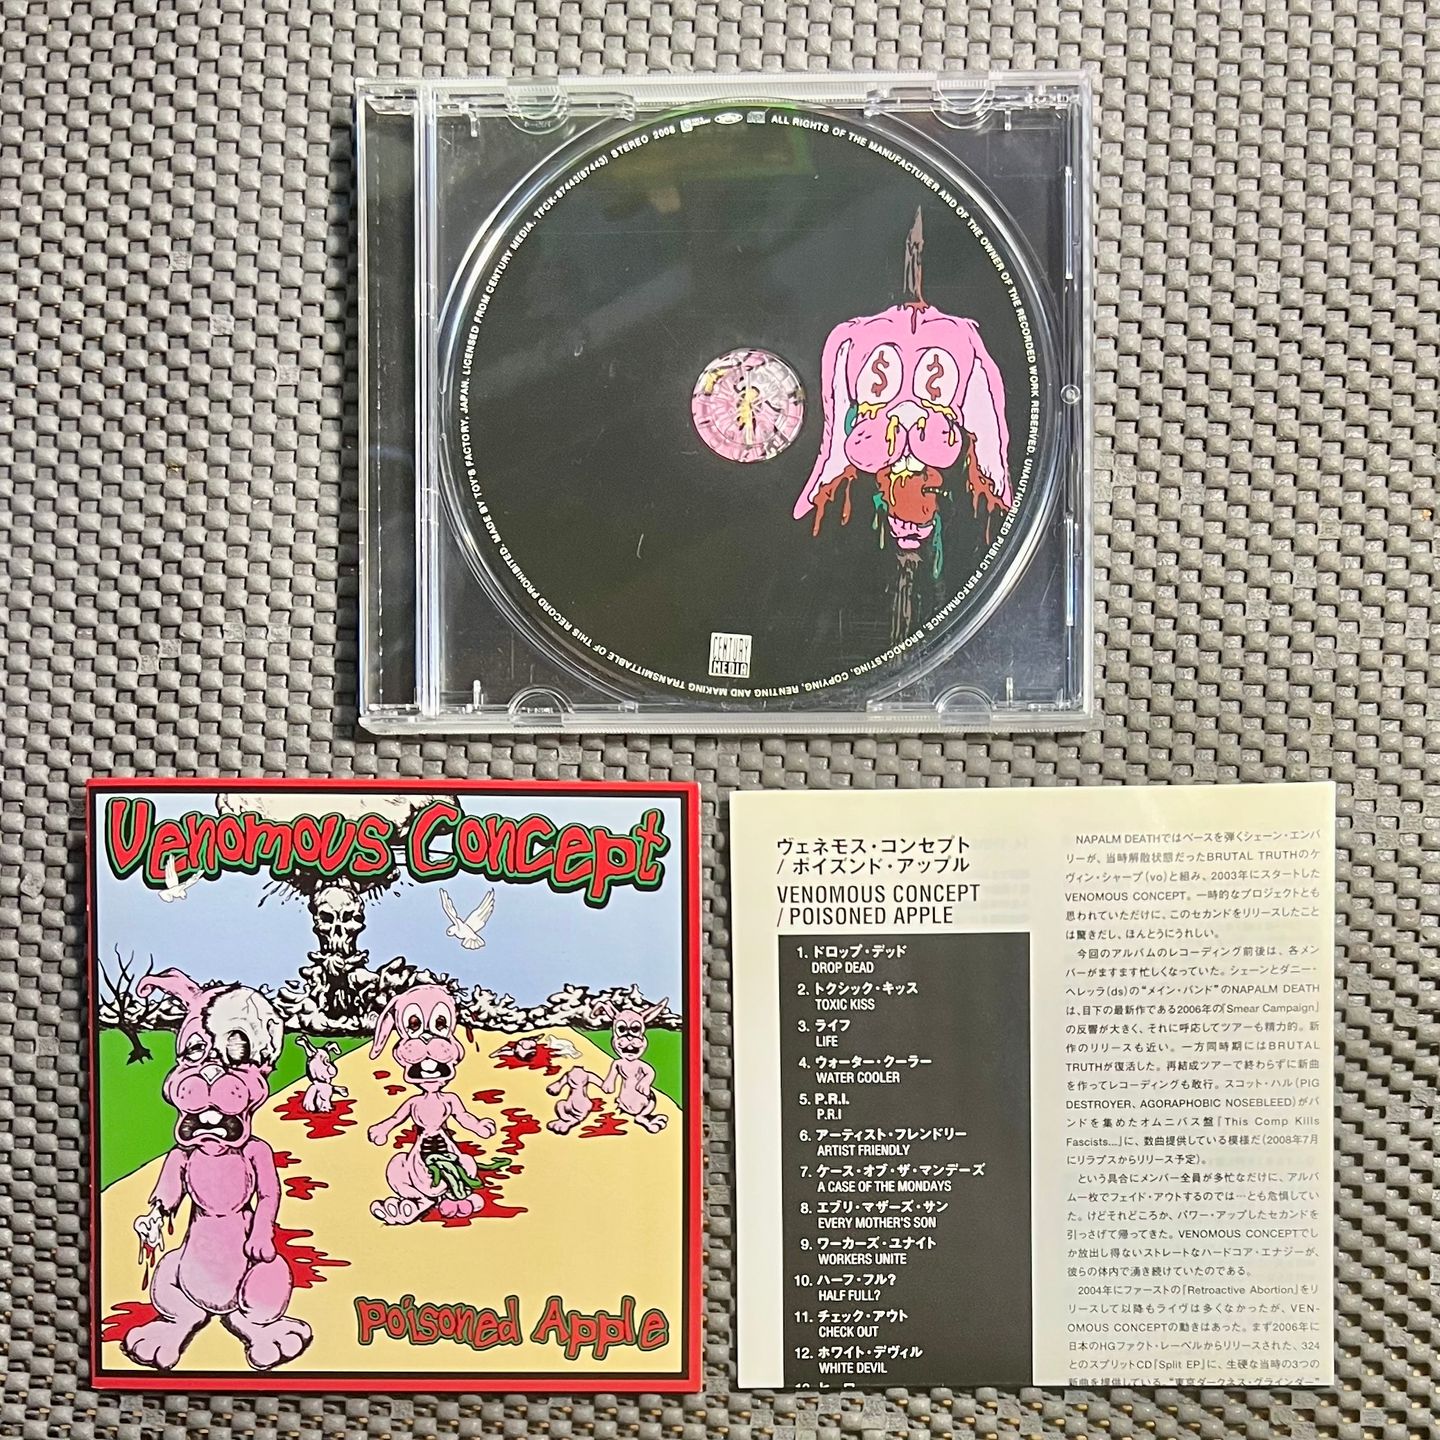 ALL RIGHTS OF THE MANUFACTURER AND OF THE OWNER OF THE RECORDED WORK RESERVED. UNAUTHORIZED PUBLIC PERFORMANCE, BROADCASTING, COPYING, RENTING AND MAKING TRANSMITTABLE OF THIS RECORD PROHIBITED. MADE BY TOY'S FACTORY, JAPAN. LICENSED FROM CENTURY MEDIA. TFCK-87443(87443) STEREO 2008
CENTURY
MEDIA
Venomous Concept
Poisoned Apple
ヴェネモス・コンセプト
/ ポイズンド・アップル
VENOMOUS CONCEPT
/ POISONED APPLE
1. ドロップ・デッド
DROP DEAD
2. トクシック・キッス
TOXIC KISS
3. ライフ
LIFE
4. ウォーター・クーラー
WATER COOLER
5. P.R.I.
P.R.I
6. アーティスト・フレンドリー
ARTIST FRIENDLY
7. ケース・オブ・ザ・マンデーズ
A CASE OF THE MONDAYS
8. エブリ・マザーズ・サン
EVERY MOTHER'S SON
9. ワーカーズ・ユナイト
WORKERS UNITE
10. ハーフ・フル?
HALF FULL?
11. チェック・アウト
CHECK OUT
12. ホワイト・デヴィル
WHITE DEVIL
NAPALM DEATHではベースを弾くシェーン・エンバ
リーが、当時解散状態だったBRUTAL TRUTHのケ
ヴィン・シャープ(vo)と組み、2003年にスタートした
VENOMOUS CONCEPT。一時的なプロジェクトとも
思われていただけに、このセカンドをリリースしたこと
は驚きだし、ほんとうにうれしい。
今回のアルバムのレコーディング前後は、各メン
バーがますます忙しくなっていた。シェーンとダニー・
ヘレッラ(ds)の“メイン・バンド”のNAPALM DEATH
は、目下の最新作である2006年の『Smear Campaign』
の反響が大きく、それに呼応してツアーも精力的。新
作のリリースも近い。一方同時期にはBRUTAL
TRUTHが復活した。再結成ツアーで終わらずに新曲
を作ってレコーディングも敢行。スコット・ハル(PIG
DESTROYER、AGORAPHOBIC NOSEBLEED)がバ
ンドを集めたオムニバス盤『This Comp Kills
Fascists...』に、数曲提供している模様だ(2008年7月
にリラプスからリリース予定)。
という具合にメンバー全員が多忙なだけに、アルバ
ム一枚でフェイド・アウトするのでは…とも危惧してい
た。けどそれどころか、パワー・アップしたセカンドを
引っさげて帰ってきた。VENOMOUS CONCEPTでし
か放出し得ないストレートなハードコア・エナジーが、
彼らの体内で湧き続けていたのである。
2004年にファーストの『Retroactive Abortion』をリ
リースして以降もライヴは多くなかったが、VEN-
OMOUS CONCEPTの動きはあった。まず2006年に
日本のHGファクト・レーベルからリリースされた、324
とのスプリットCD『Split EP』に、生硬な当時の3つの
新曲を提供している。“東京ダークネス・グラインダー”